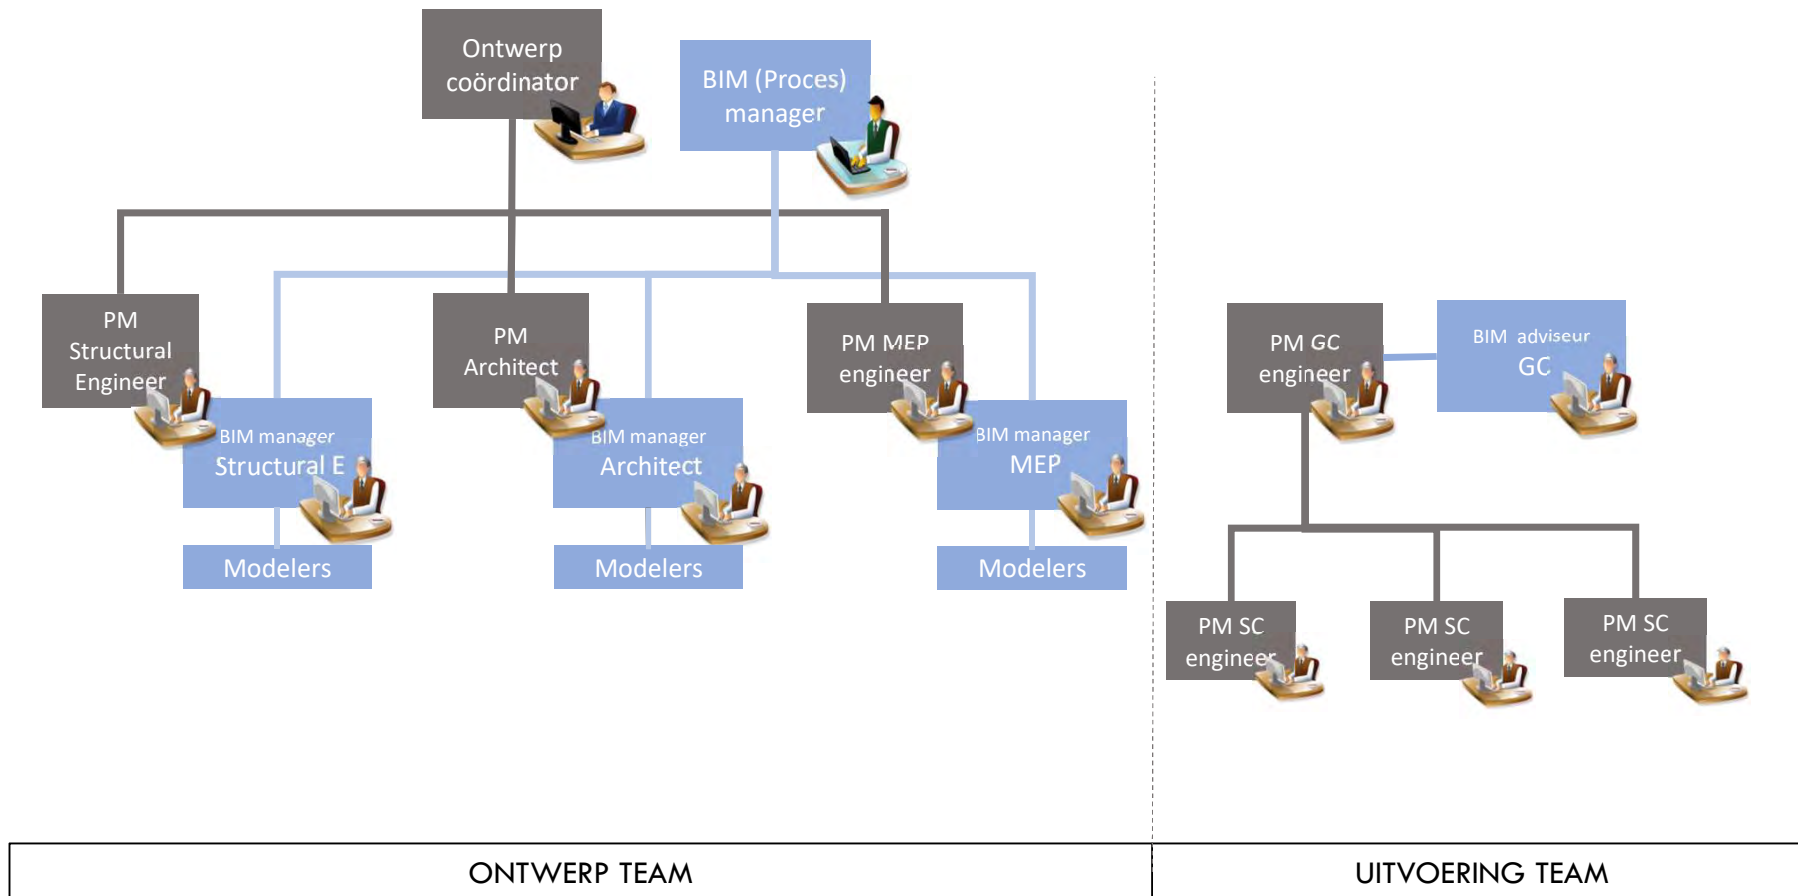 Ontwerp
coördinator
BIM (Proces)
manager
PM
Structural
Engineer
PM
Architect
PM MEP
engineer
BIM manager
Structural E
BIM manager
Architect
BIM manager
MEP
Modelers
Modelers
Modelers
PM GC
engineer
BIM adviseur
GC
PM SC
engineer
PM SC
engineer
PM SC
engineer
ONTWERP TEAM
UITVOERING TEAM